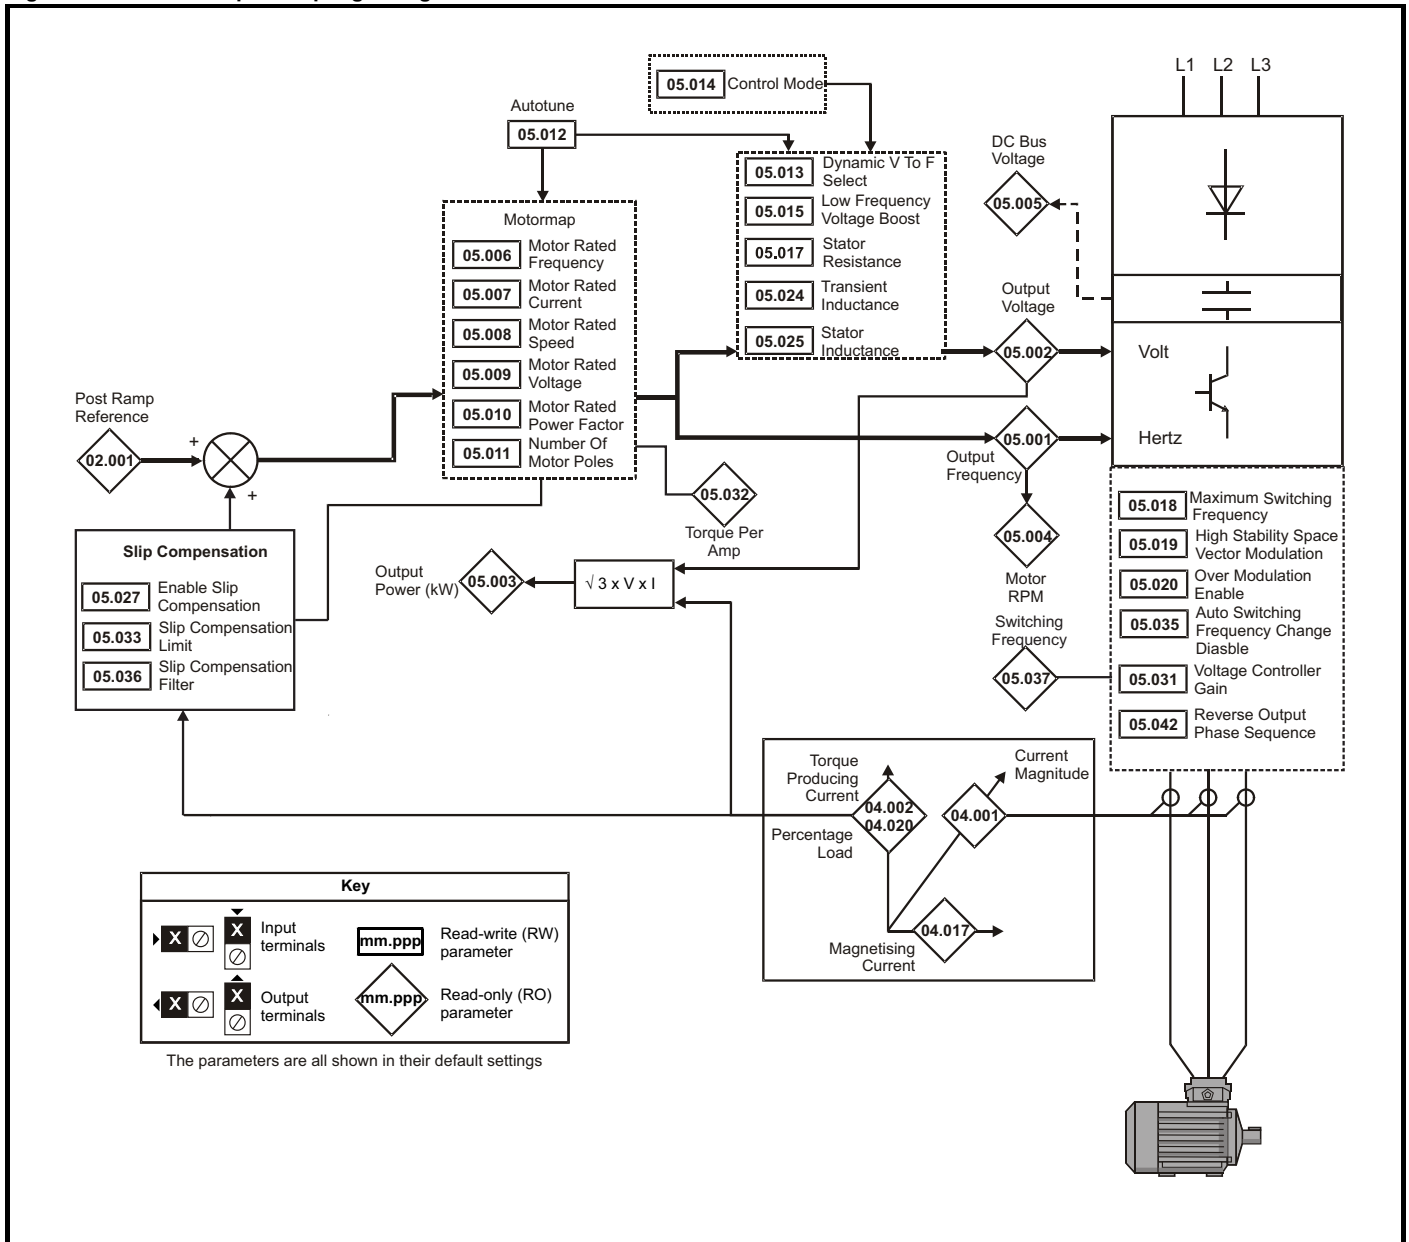 L1 L2 L3
05.014 Control Mode
Autotune
05.012
DC Bus
Voltage
05.005
05.013 Dynamic V To F
Select
05.015 Low Frequency
Voltage Boost
05.017 Stator
Resistance
05.024 Transient
Inductance
05.025 Stator
Inductance
Motormap
05.006 Motor Rated
Frequency
05.007 Motor Rated
Current
05.008 Motor Rated
Speed
05.009 Motor Rated
Voltage
05.010 Motor Rated
Power Factor
05.011 Number Of
Motor Poles
Output
Voltage
05.002
Volt
Hertz
Post Ramp
Reference
02.001
+
+
05.001
Output
Frequency
05.032
Torque Per
Amp
05.004
Motor
RPM
05.018 Maximum Switching
Frequency
05.019 High Stability Space
Vector Modulation
05.020 Over Modulation
Enable
05.035 Auto Switching
Frequency Change
Diasble
05.031 Voltage Controller
Gain
05.042 Reverse Output
Phase Sequence
Slip Compensation
05.027 Enable Slip
Compensation
05.033 Slip Compensation
Limit
05.036 Slip Compensation
Filter
Output
Power (kW)
05.003
√ 3 x V x I
Switching
Frequency
05.037
Torque
Producing
Current
04.002
04.020
Percentage
Load
Current
Magnitude
04.001
04.017
Magnetising
Current
Key
X X Input
terminals
mm.ppp Read-write (RW)
parameter
X X Output
terminals
mm.ppp Read-only (RO)
parameter
The parameters are all shown in their default settings